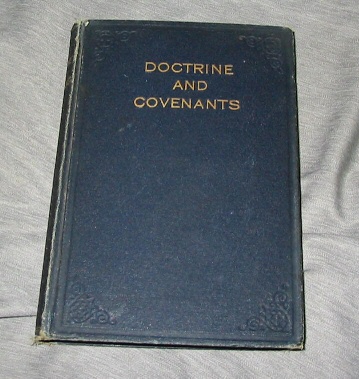 DOCTRINE
AND
COVENANTS